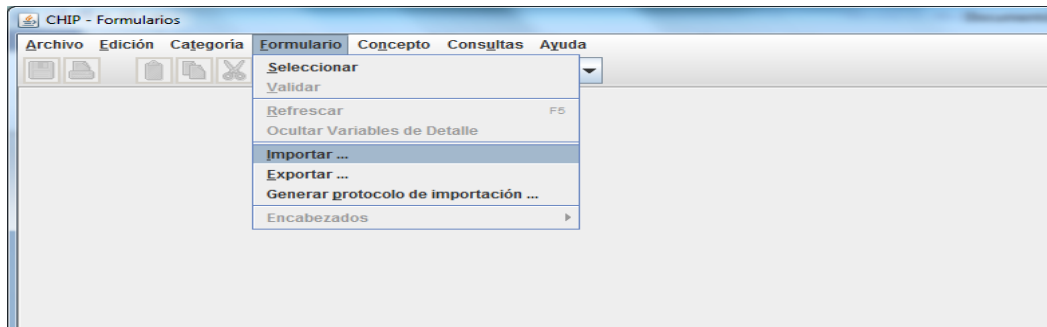 CHIP - Formularios
Archivo Edición Categoría Formulario Concepto Consultas Ayuda
Seleccionar
Validar
Refrescar F5
Ocultar Variables de Detalle
Importar ...
Exportar ...
Generar protocolo de importación ...
Encabezados